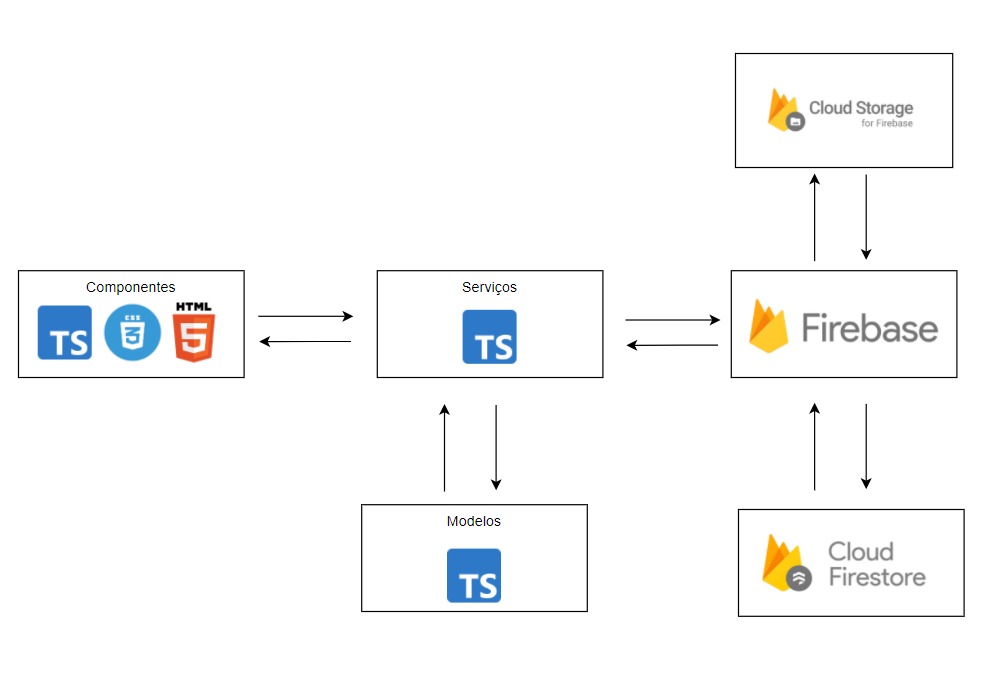 Cloud Storage
for Firebase
Componentes
TS
CSS
3
HTML
5
Serviços
TS
Firebase
Modelos
TS
Cloud
Firestore